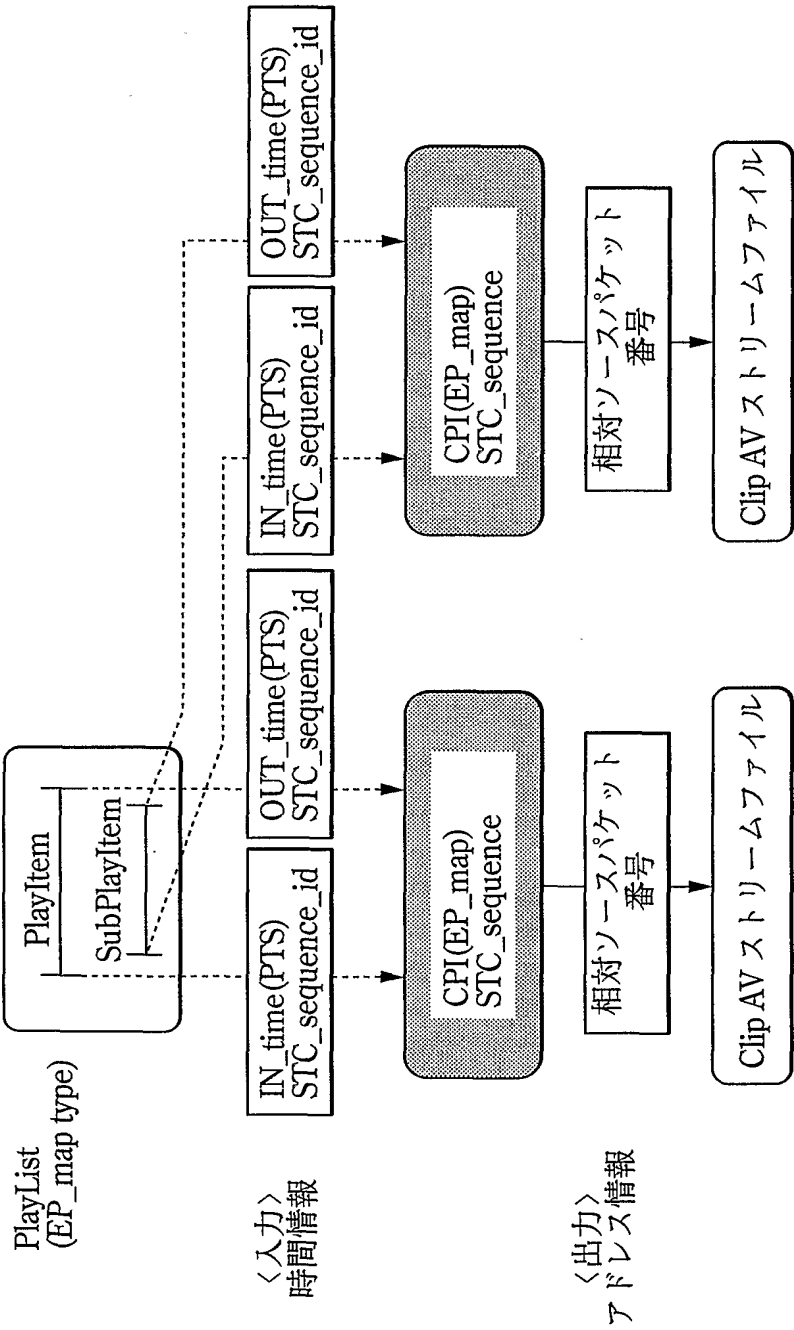 PlayList
(EP_map type)
PlayItem
SubPlayItem
〈入力〉
時間情報
IN_time(PTS)
STC_sequence_id
OUT_time(PTS)
STC_sequence_id
IN_time(PTS)
STC_sequence_id
OUT_time(PTS)
STC_sequence_id
CPI(EP_map)
STC_sequence
CPI(EP_map)
STC_sequence
〈出力〉
アドレス情報
相対ソースパケット
番号
相対ソースパケット
番号
Clip AV ストリームファイル
Clip AV ストリームファイル